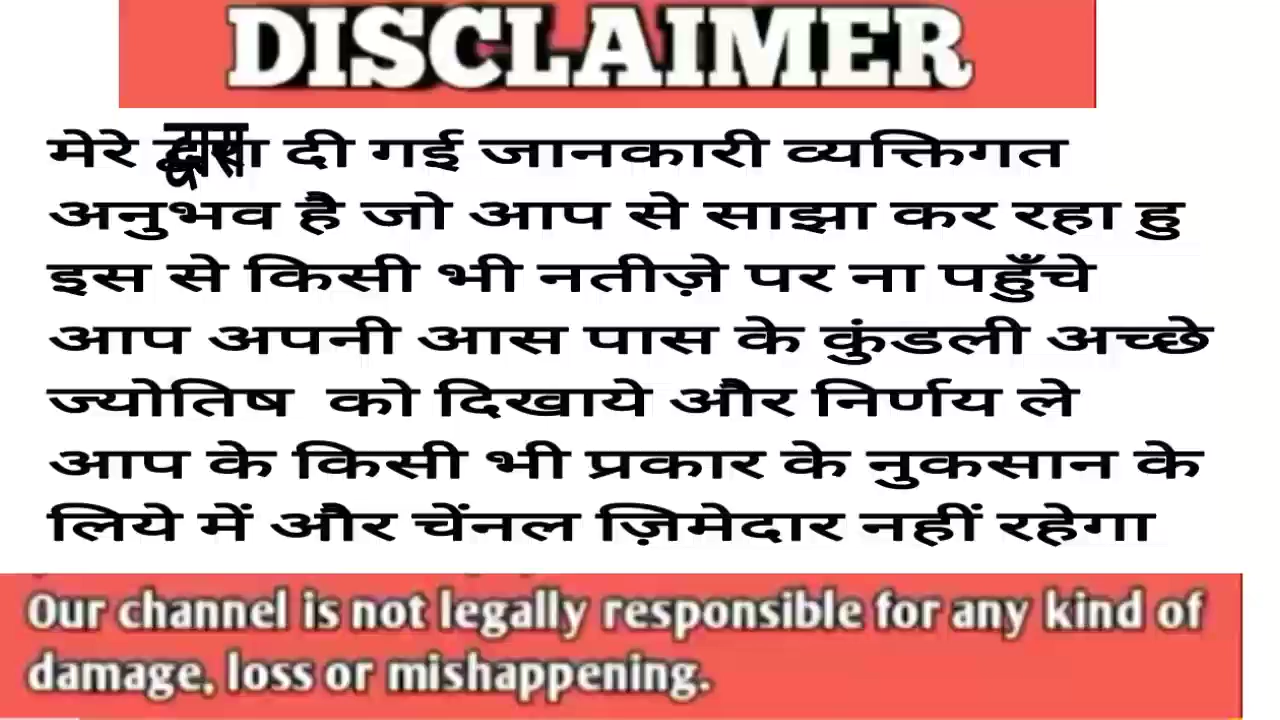 DISCLAIMER
मेरे द्वारा दी गई जानकारी व्यक्तिगत
अनुभव है जो आप से साझा कर रहा हु
इस से किसी भी नतीज़े पर ना पहुँचे
आप अपनी आस पास के कुंडली अच्छे
ज्योतिष को दिखाये और निर्णय ले
आप के किसी भी प्रकार के नुकसान के
लिये में और चेंनल ज़िमेदार नहीं रहेगा
Our channel is not legally responsible for any kind of
damage, loss or mishappening.